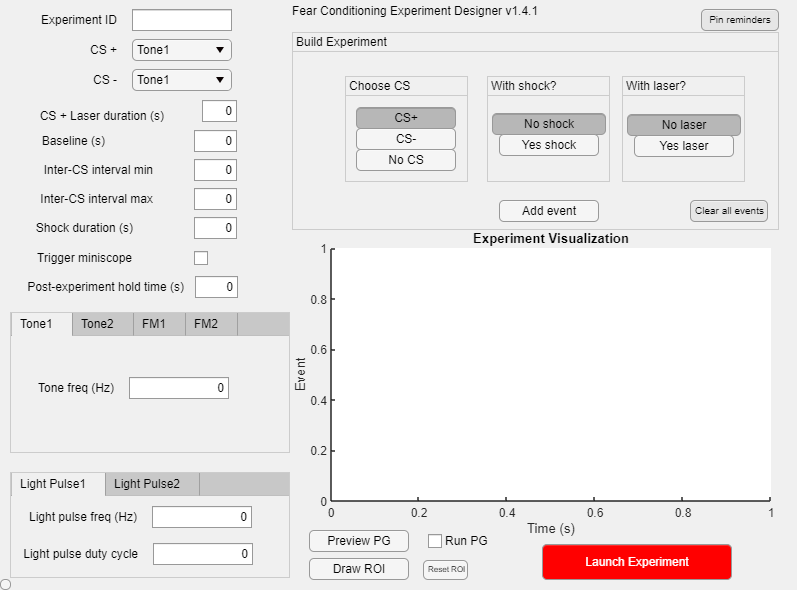 Fear Conditioning Experiment Designer v1.4.1
Pin reminders
Experiment ID
CS + Tone1
CS - Tone1
CS + Laser duration (s) 0
Baseline (s) 0
Inter-CS interval min 0
Inter-CS interval max 0
Shock duration (s) 0
Trigger miniscope
Post-experiment hold time (s) 0
Build Experiment
Choose CS
CS+
CS-
No CS
With shock?
No shock
Yes shock
With laser?
No laser
Yes laser
Add event
Clear all events
Tone1 Tone2 FM1 FM2
Tone freq (Hz) 0
Light Pulse1 Light Pulse2
Light pulse freq (Hz) 0
Light pulse duty cycle 0
Experiment Visualization
1
0.8
0.6
0.4
0.2
0
Event
0 0.2 0.4 0.6 0.8 1
Time (s)
Preview PG
Run PG
Draw ROI
Reset ROI
Launch Experiment